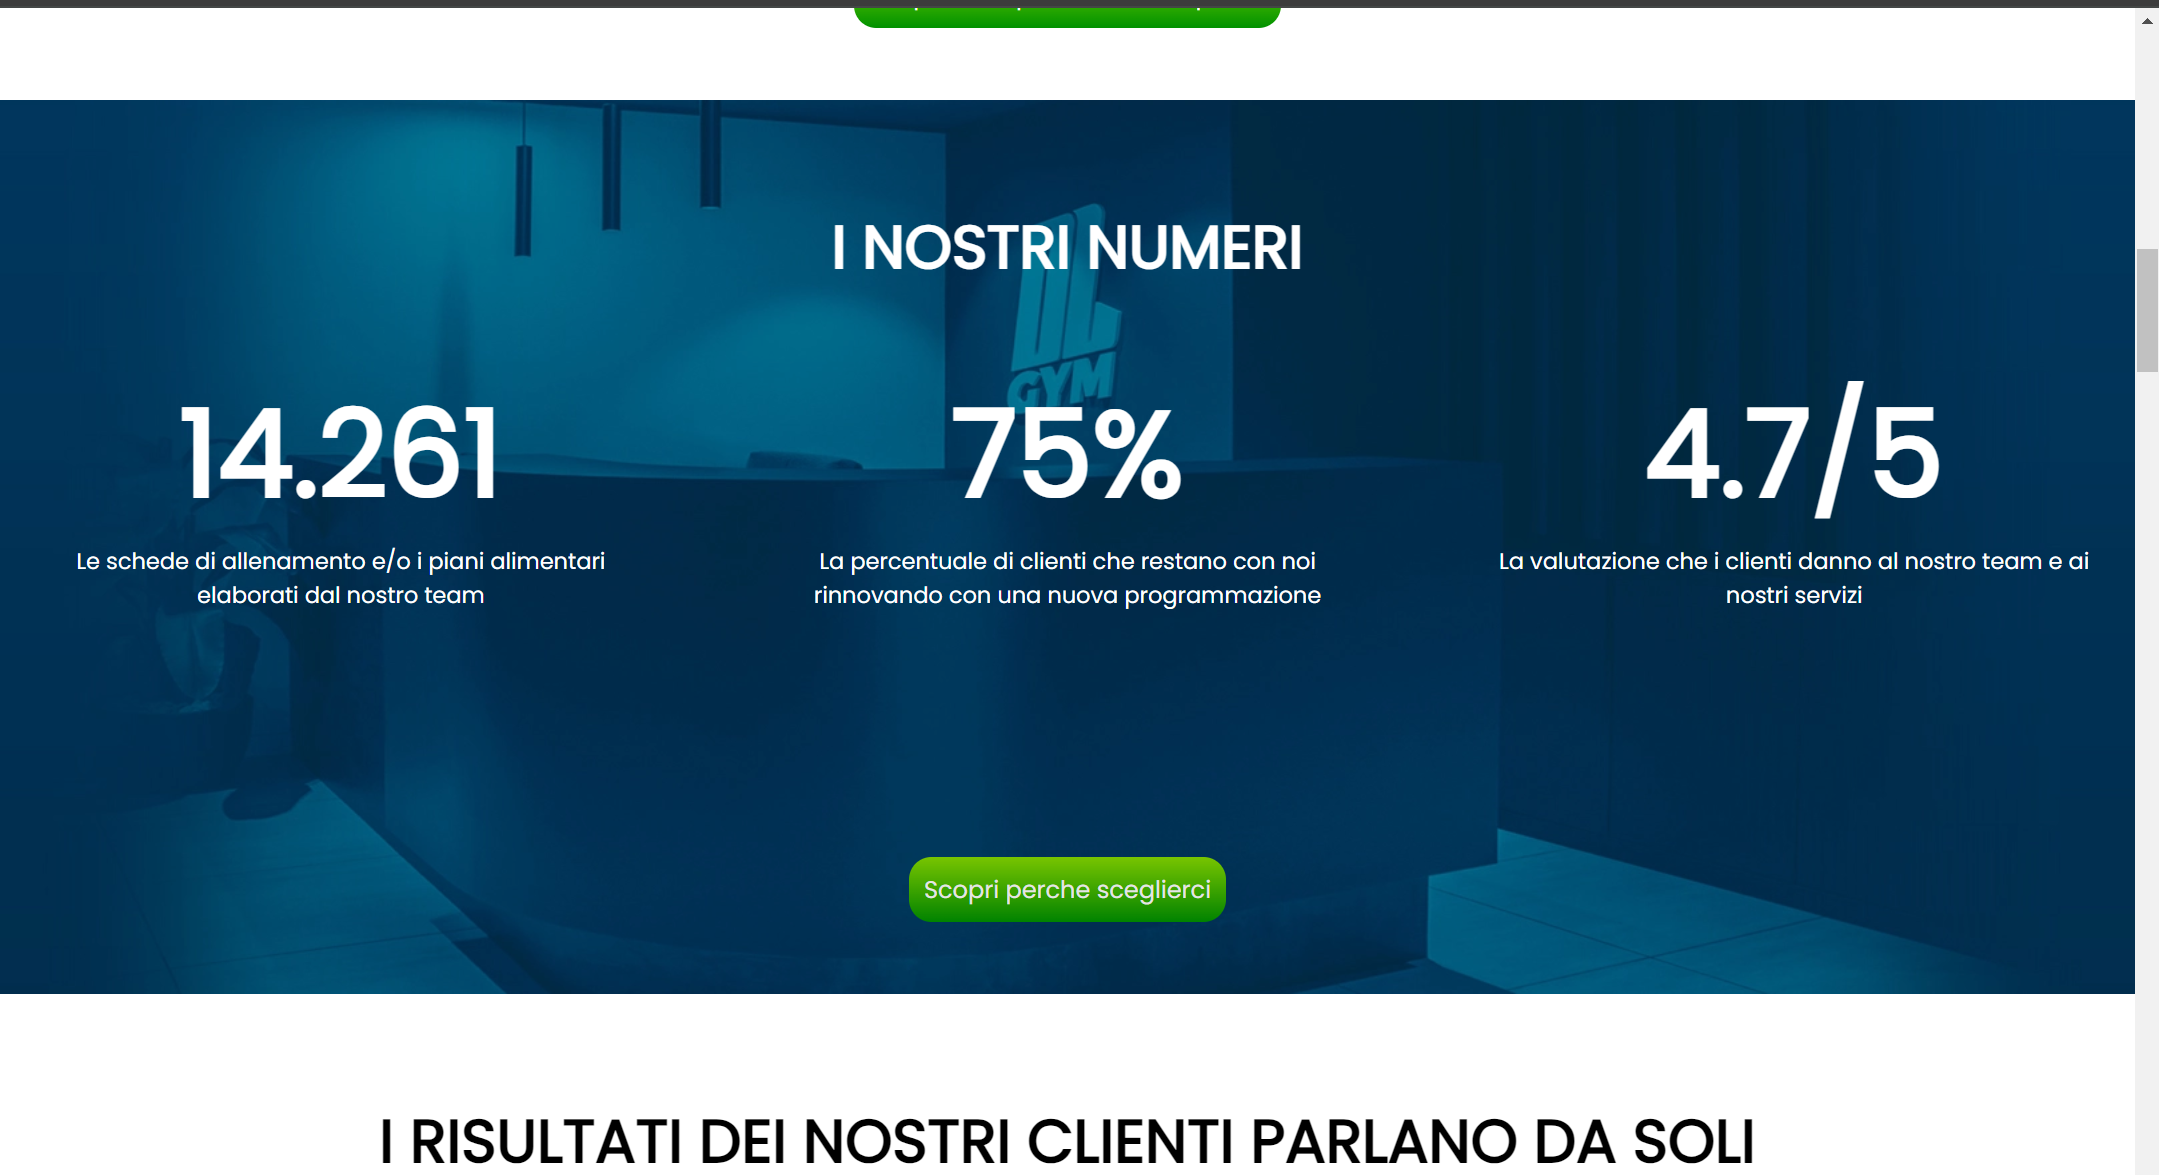 I NOSTRI NUMERI
GYM
14.261
75%
4.7/5
Le schede di allenamento e/o i piani alimentari
elaborati dal nostro team
La percentuale di clienti che restano con noi
rinnovando con una nuova programmazione
La valutazione che i clienti danno al nostro team e ai
nostri servizi
Scopri perche sceglierci
I RISULTATI DEI NOSTRI CLIENTI PARLANO DA SOLI